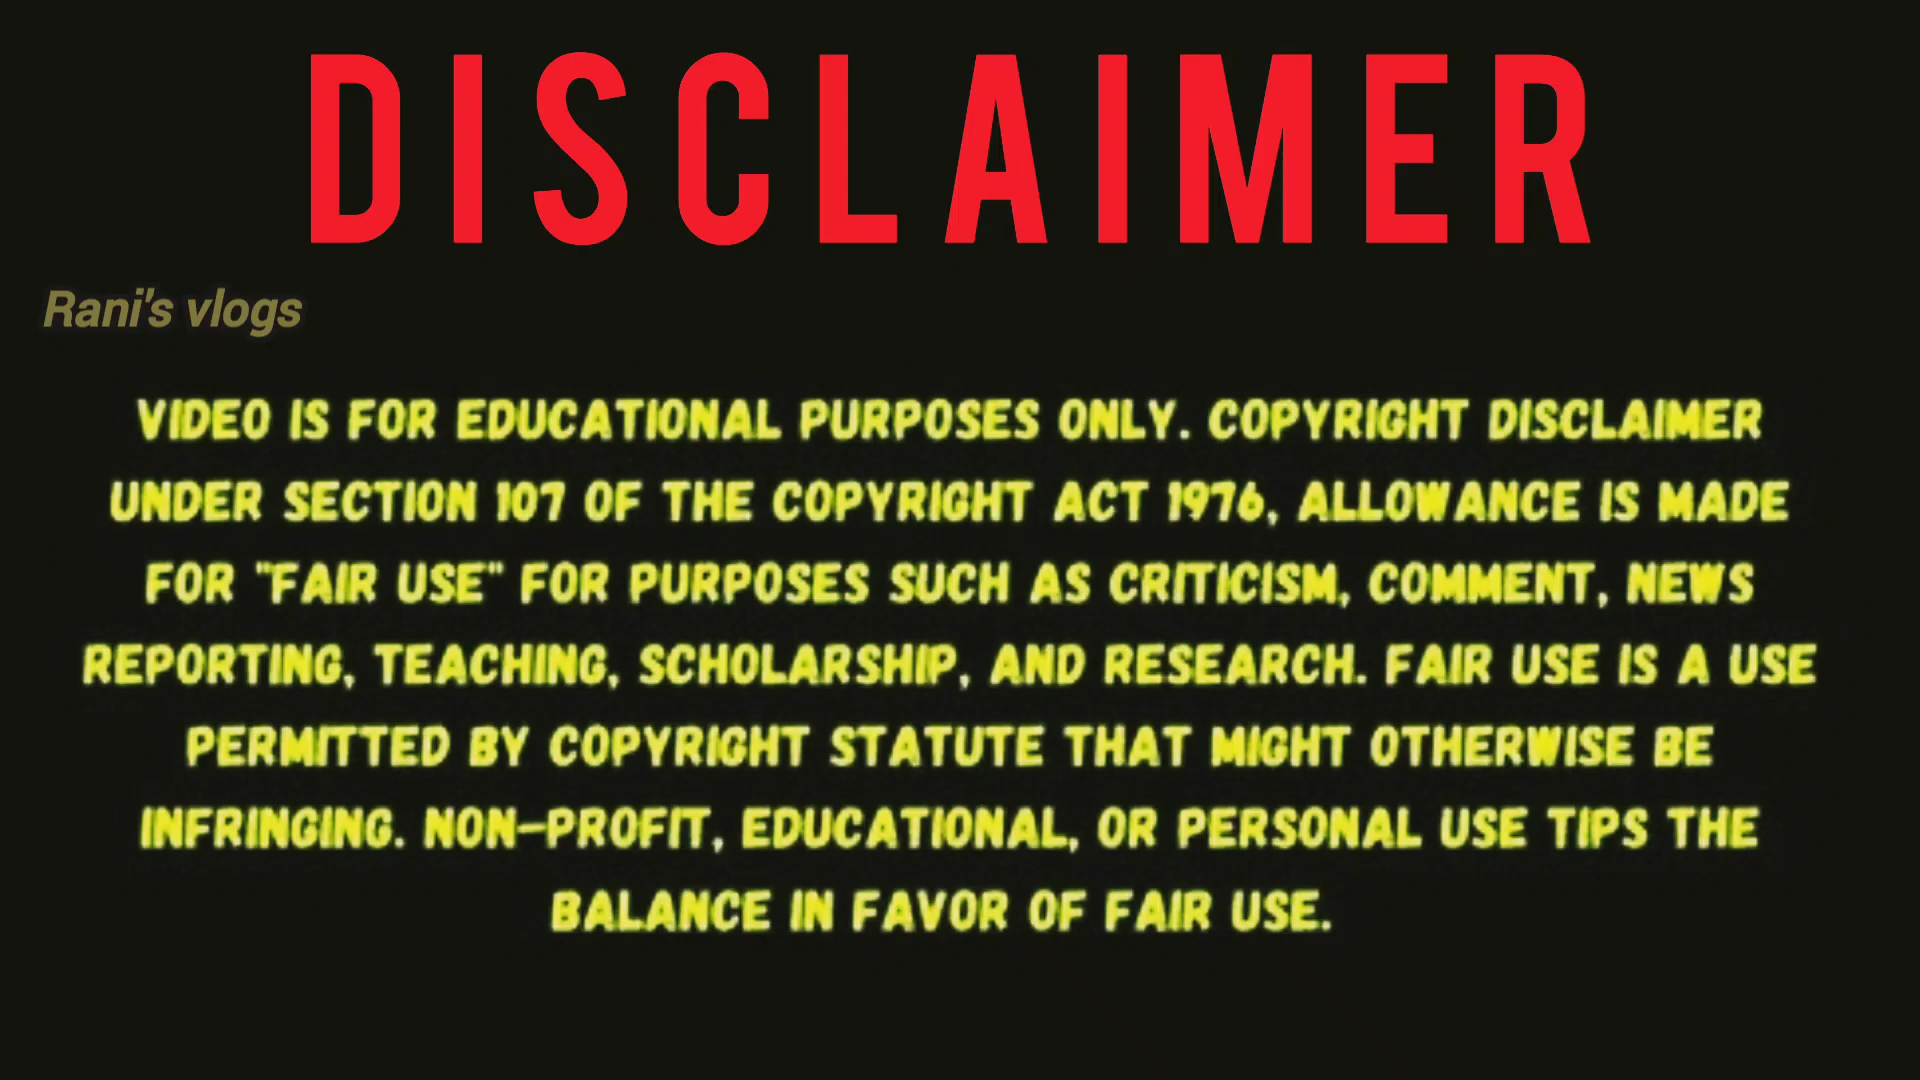 DISCLAIMER
Rani's vlogs
VIDEO IS FOR EDUCATIONAL PURPOSES ONLY. COPYRIGHT DISCLAIMER
UNDER SECTION 107 OF THE COPYRIGHT ACT 1976, ALLOWANCE IS MADE
FOR "FAIR USE" FOR PURPOSES SUCH AS CRITICISM, COMMENT, NEWS
REPORTING, TEACHING, SCHOLARSHIP, AND RESEARCH. FAIR USE IS A USE
PERMITTED BY COPYRIGHT STATUTE THAT MIGHT OTHERWISE BE
INFRINGING. NON-PROFIT, EDUCATIONAL, OR PERSONAL USE TIPS THE
BALANCE IN FAVOR OF FAIR USE.